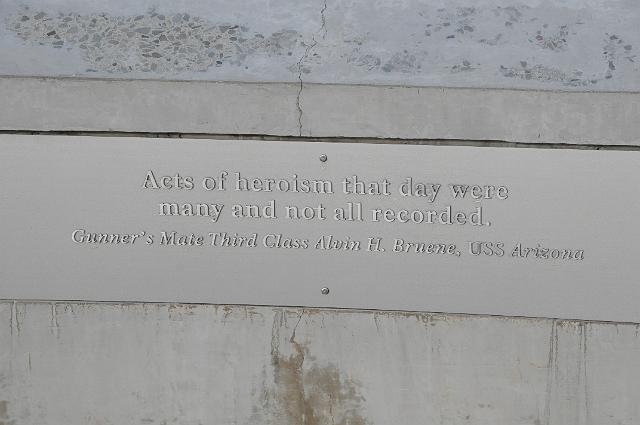 Acts of heroism that day were
many and not all recorded.
Gunner's Mate Third Class Alvin H. Bruene, USS Arizona